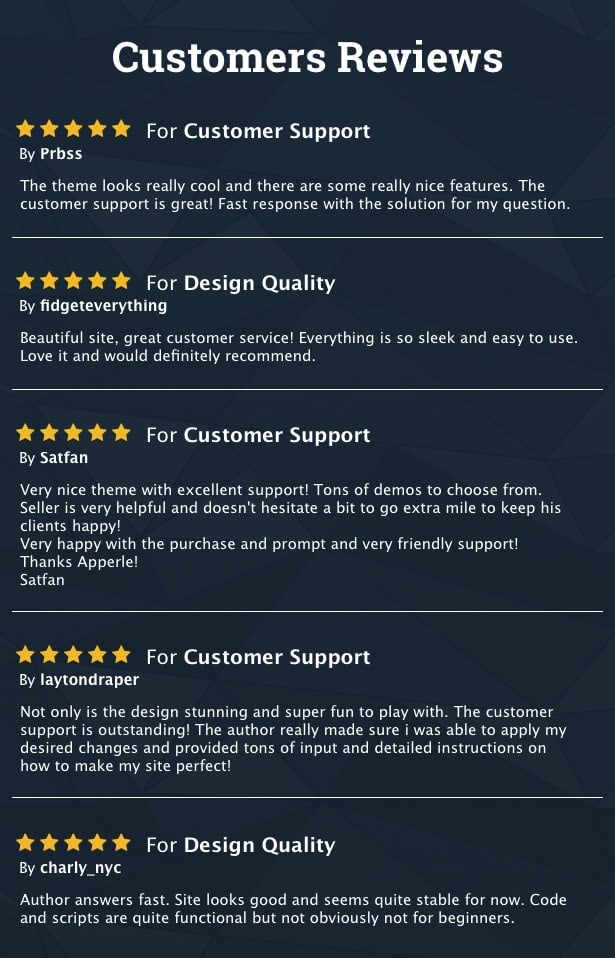 Customers Reviews
For Customer Support
By Prbss
The theme looks really cool and there are some really nice features. The
customer support is great! Fast response with the solution for my question.
For Design Quality
By fidgeteverything
Beautiful site, great customer service! Everything is so sleek and easy to use.
Love it and would definitely recommend.
For Customer Support
By Satfan
Very nice theme with excellent support! Tons of demos to choose from.
Seller is very helpful and doesn't hesitate a bit to go extra mile to keep his
clients happy!
Very happy with the purchase and prompt and very friendly support!
Thanks Apperle!
Satfan
For Customer Support
By laytondraper
Not only is the design stunning and super fun to play with. The customer
support is outstanding! The author really made sure i was able to apply my
desired changes and provided tons of input and detailed instructions on
how to make my site perfect!
For Design Quality
By charly_nyc
Author answers fast. Site looks good and seems quite stable for now. Code
and scripts are quite functional but not obviously not for beginners.